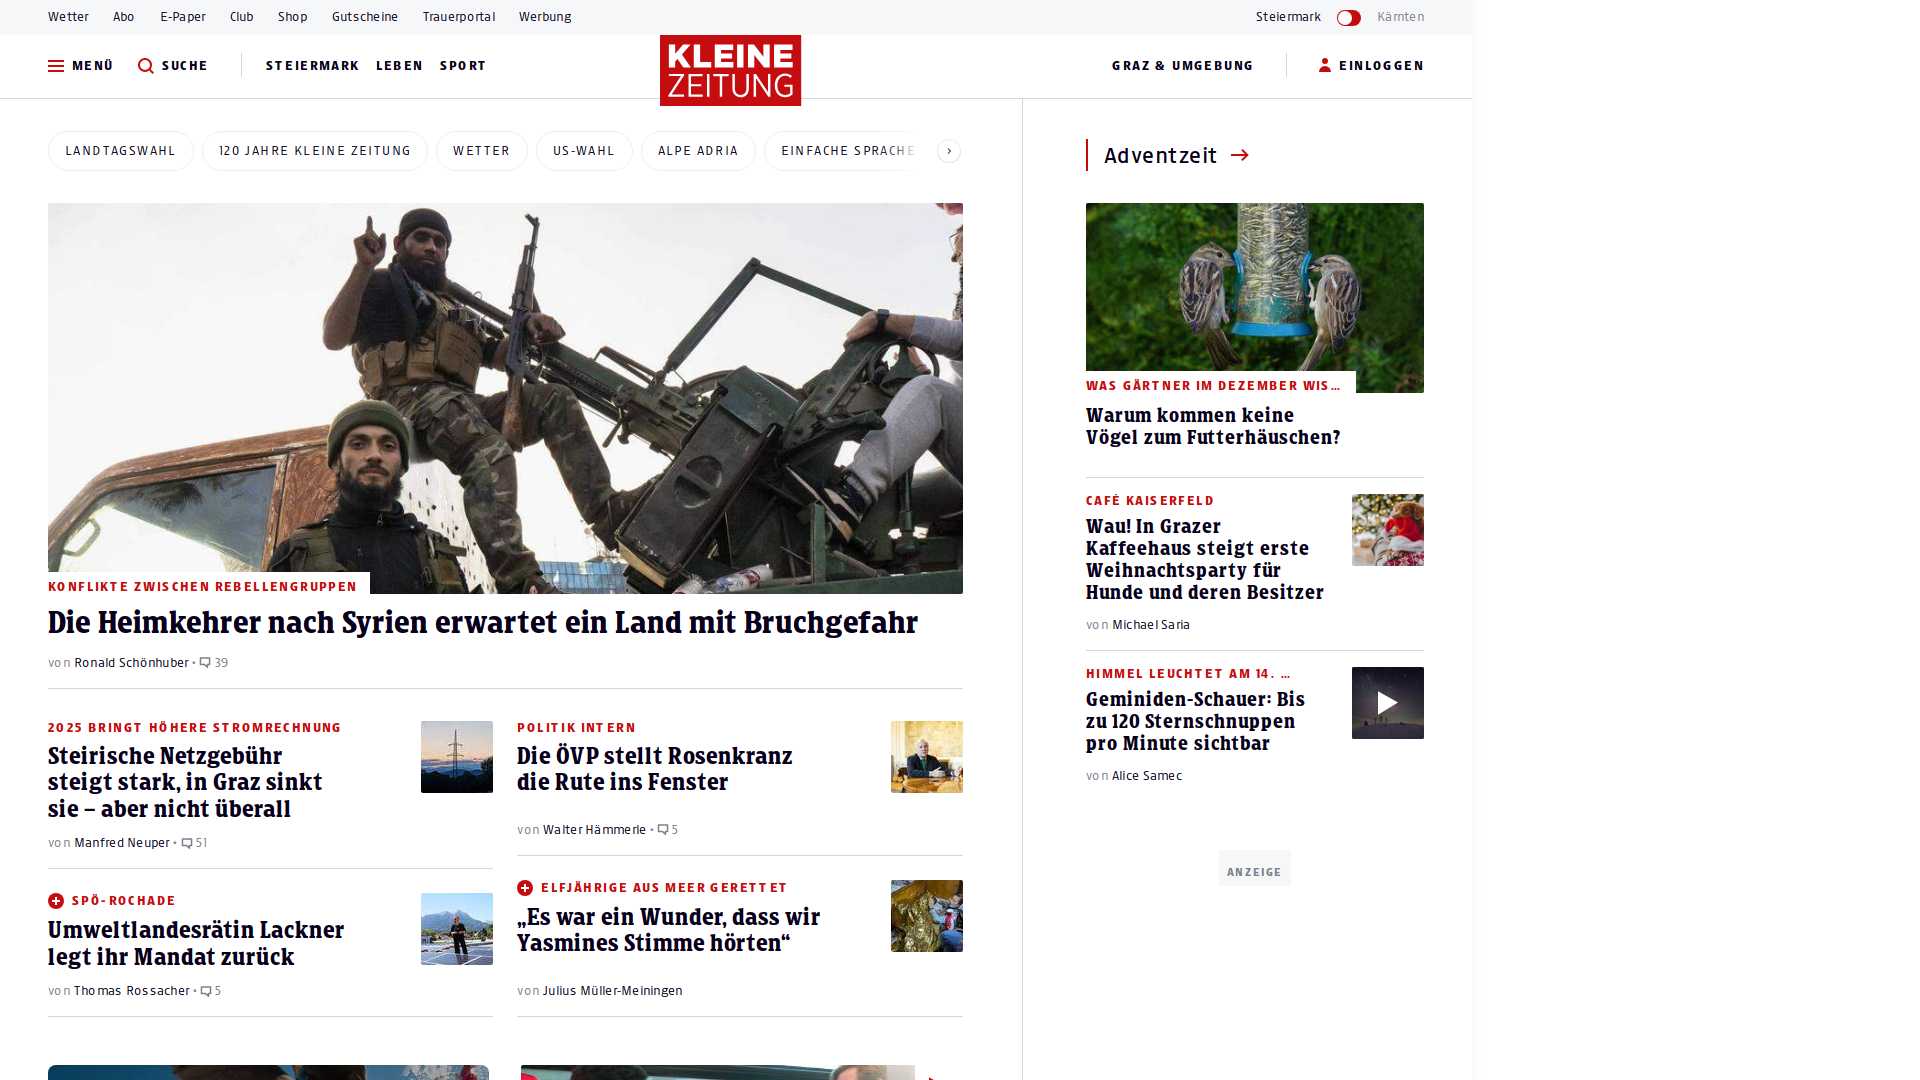 Wetter Abo E-Paper Club Shop Gutscheine Trauerportal Werbung
Steiermark Kärnten
MENÜ SUCHE STEIERMARK LEBEN SPORT
KLEINE
ZEITUNG
GRAZ & UMGEBUNG EINLOGGEN
LANDTAGSWAHL 120 JAHRE KLEINE ZEITUNG WETTER US-WAHL ALPE ADRIA EINFACHE SPRACHE
KONFLIKTE ZWISCHEN REBELLENGRUPPEN
Die Heimkehrer nach Syrien erwartet ein Land mit Bruchgefahr
von Ronald Schönhuber • 39
2025 BRINGT HÖHERE STROMRECHNUNG
Steirische Netzgebühr
steigt stark, in Graz sinkt
sie – aber nicht überall
von Manfred Neuper • 51
SPÖ-ROCHADE
Umweltlandesrätin Lackner
legt ihr Mandat zurück
von Thomas Rossacher • 5
POLITIK INTERN
Die ÖVP stellt Rosenkranz
die Rute ins Fenster
von Walter Hämmerle • 5
ELFJÄHRIGE AUS MEER GERETTET
„Es war ein Wunder, dass wir
Yasmines Stimme hörten“
von Julius Müller-Meiningen
Adventzeit
WAS GÄRTNER IM DEZEMBER WIS...
Warum kommen keine
Vögel zum Futterhäuschen?
CAFÉ KAISERFELD
Wau! In Grazer
Kaffeehaus steigt erste
Weihnachtsparty für
Hunde und deren Besitzer
von Michael Saria
HIMMEL LEUCHTET AM 14. ...
Geminiden-Schauer: Bis
zu 120 Sternschnuppen
pro Minute sichtbar
von Alice Samec
ANZEIGE